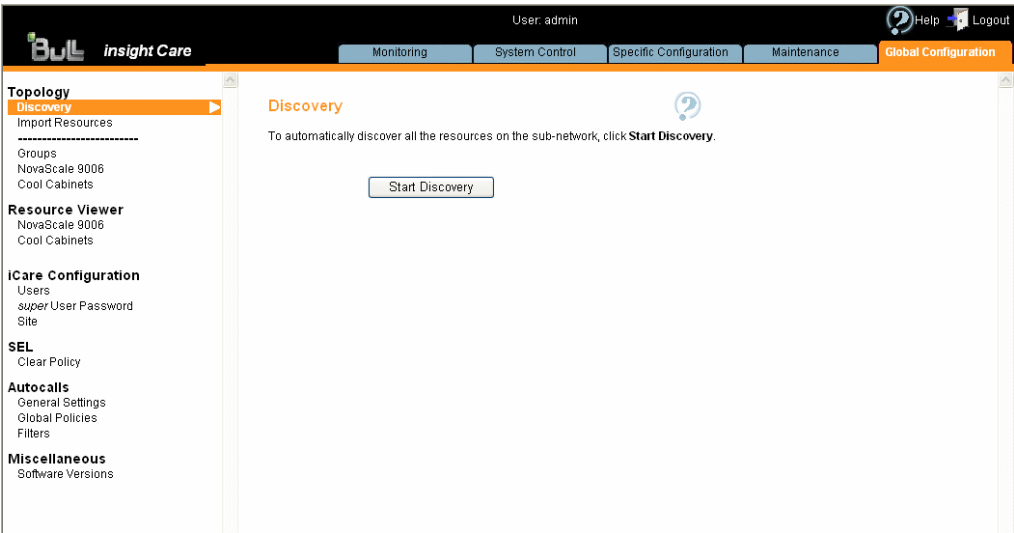 User: admin
Help
Logout
Bull
insight Care
Monitoring
System Control
Specific Configuration
Maintenance
Global Configuration
Topology
Discovery
Import Resources
-------------------------
Groups
NovaScale 9006
Cool Cabinets
Resource Viewer
NovaScale 9006
Cool Cabinets
iCare Configuration
Users
super User Password
Site
SEL
Clear Policy
Autocalls
General Settings
Global Policies
Filters
Miscellaneous
Software Versions
Discovery
To automatically discover all the resources on the sub-network, click Start Discovery.
Start Discovery